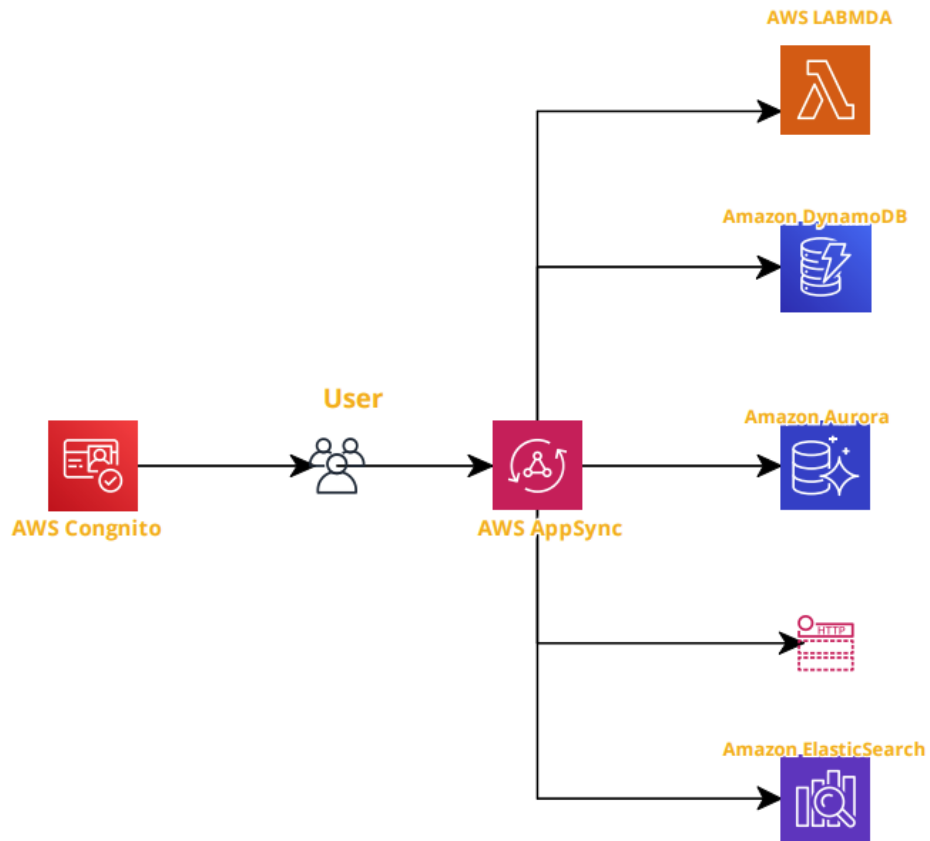 AWS LABMDA
Amazon DynamoDB
User
Amazon Aurora
AWS Congnito
AWS AppSync
HTTP
Amazon ElasticSearch